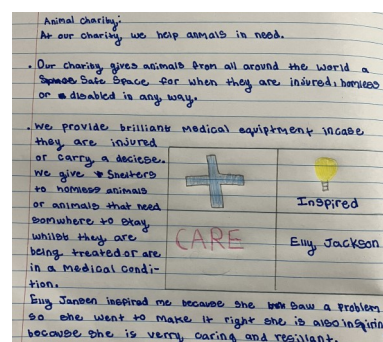 Animal Charity:
At our charity, we help anmals in need.
. Our charity gives animals from all around the world a
Safe Space for when they are injured, homless
or disabled in any way.
. We provide brilliant medical equiptment incase
they are injured
or carry a deciese.
We give Shelters
to homless animals
or animals that need
somwhere to stay
whilst they are
being treated or are
in a medical condi-
tion.
Inspired
CARE
Elly, Jackson
Elly Jansen inspired me because she saw a problem
so she went to make it right she is also inspirin
because she is verry caring and resiliant.